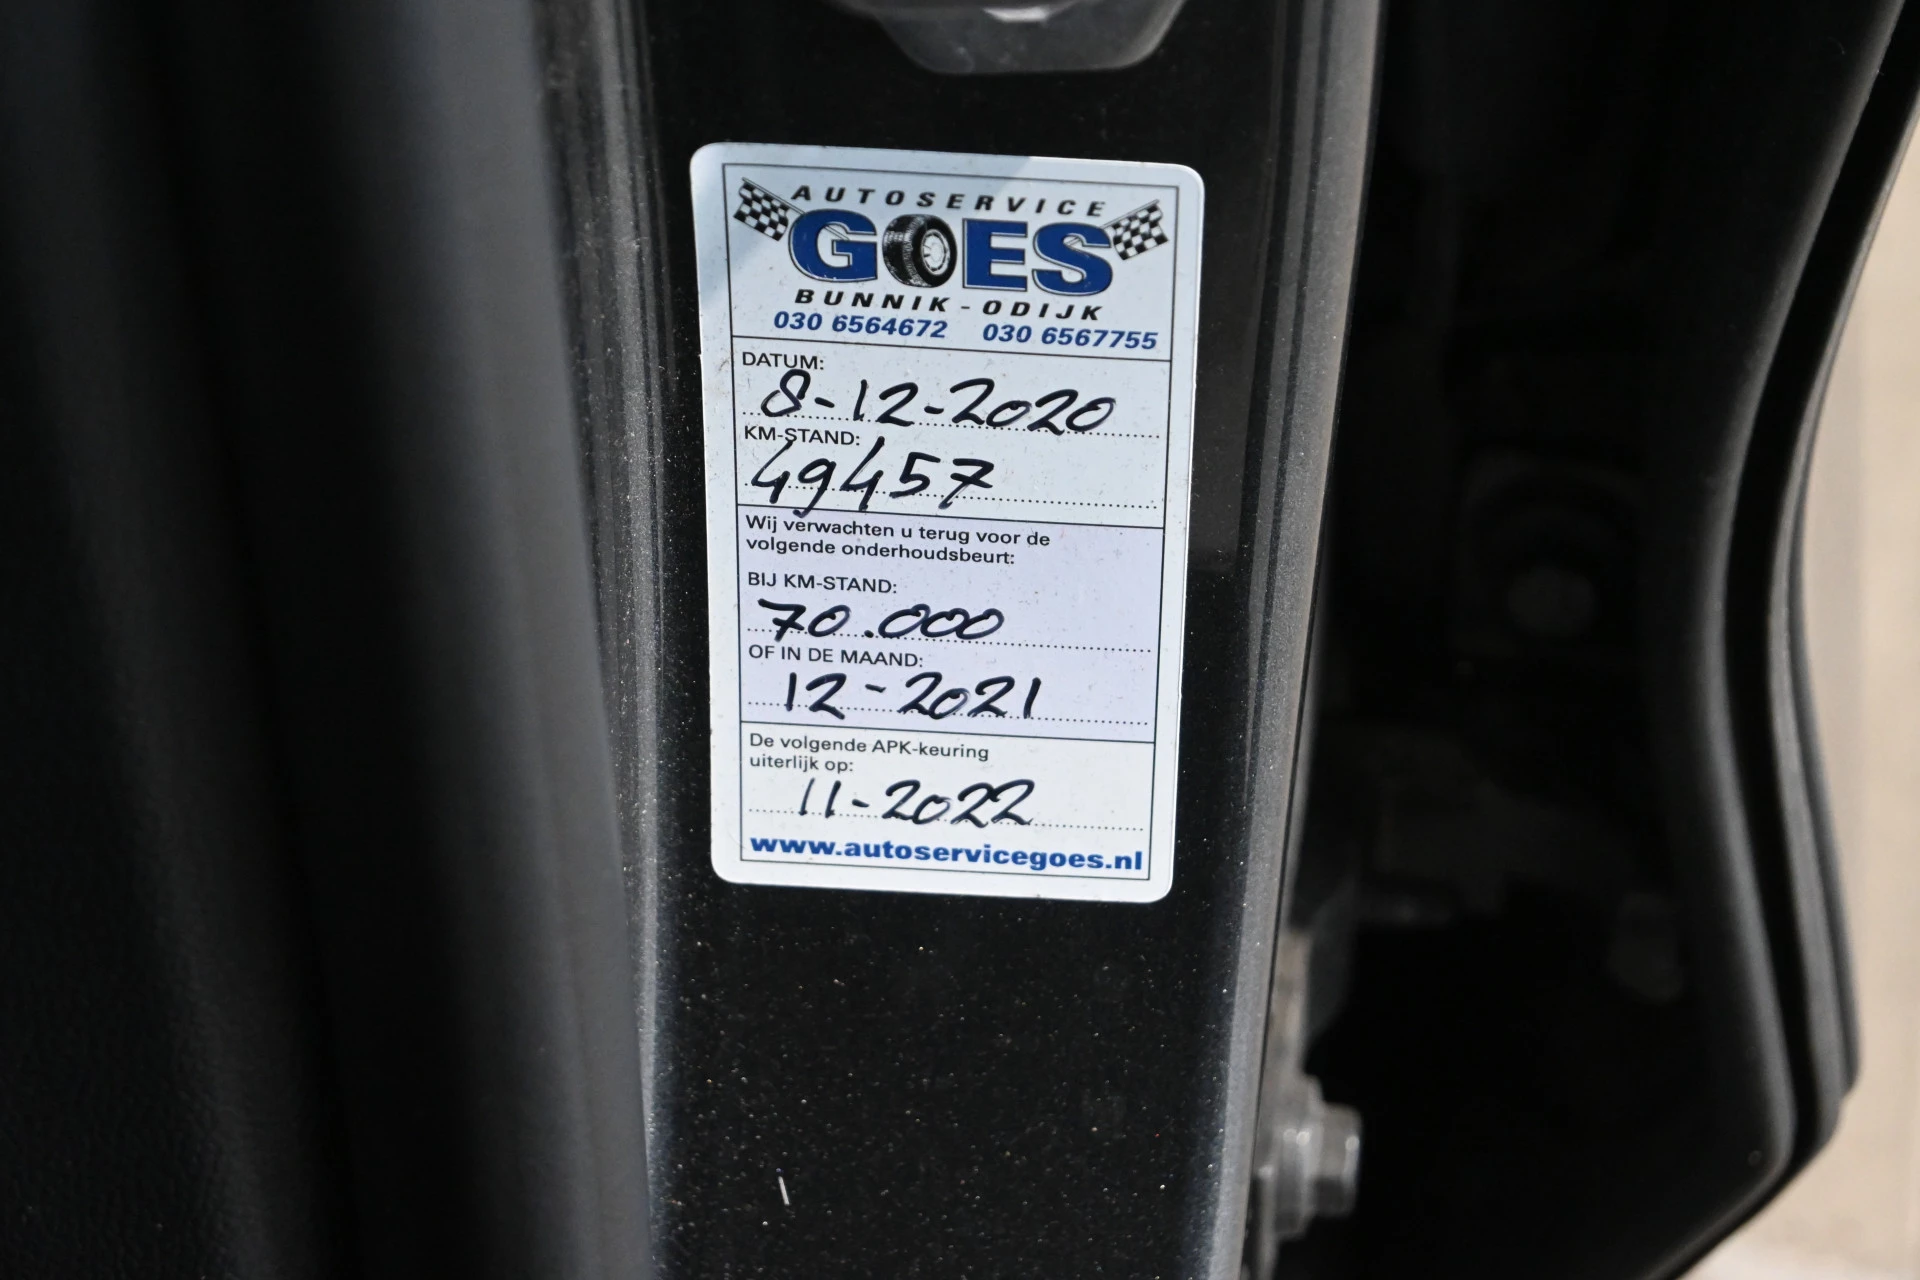 AUTOSERVICE
GOES
BUNNIK - ODIJK
030 6564672 030 6567755
DATUM:
8-12-2020
KM-STAND:
49457
Wij verwachten u terug voor de
volgende onderhoudsbeurt:
BIJ KM-STAND:
70.000
OF IN DE MAAND:
12-2021
De volgende APK-keuring
uiterlijk op:
11-2022
www.autoservicegoes.nl